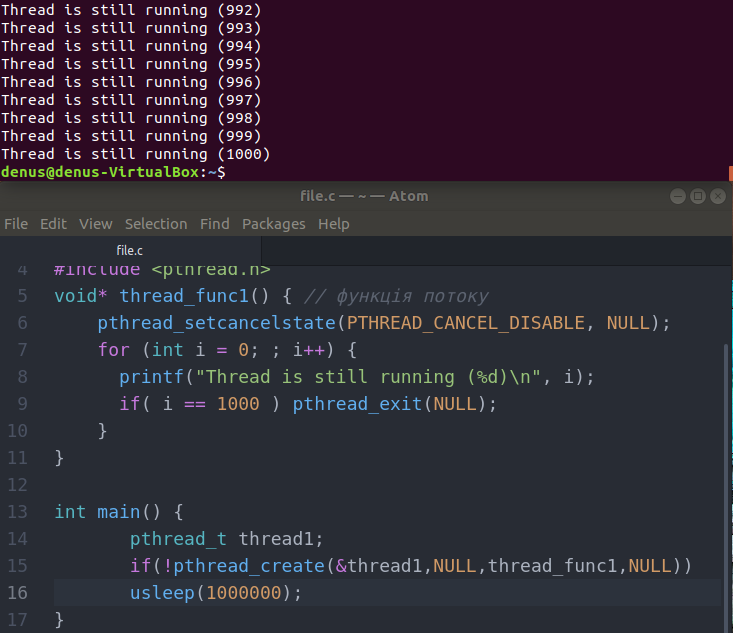 Thread is still running (992)
Thread is still running (993)
Thread is still running (994)
Thread is still running (995)
Thread is still running (996)
Thread is still running (997)
Thread is still running (998)
Thread is still running (999)
Thread is still running (1000)
denus@denus-VirtualBox:~$
file.c — ~ — Atom
File Edit View Selection Find Packages Help
file.c
4 #include <pthread.h>
5 void* thread_func1() { // функція потоку
6 pthread_setcancelstate(PTHREAD_CANCEL_DISABLE, NULL);
7 for (int i = 0; ; i++) {
8 printf("Thread is still running (%d)\n", i);
9 if( i == 1000 ) pthread_exit(NULL);
10 }
11 }
12
13 int main() {
14 pthread_t thread1;
15 if(!pthread_create(&thread1,NULL,thread_func1,NULL))
16 usleep(1000000);
17 }